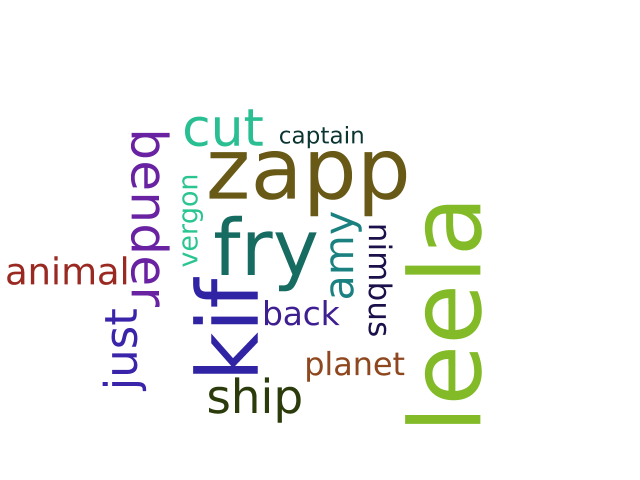 cut
captain
zapp
bender
vergon
fry
amy
nimbus
leela
animal
kif
back
just
planet
ship